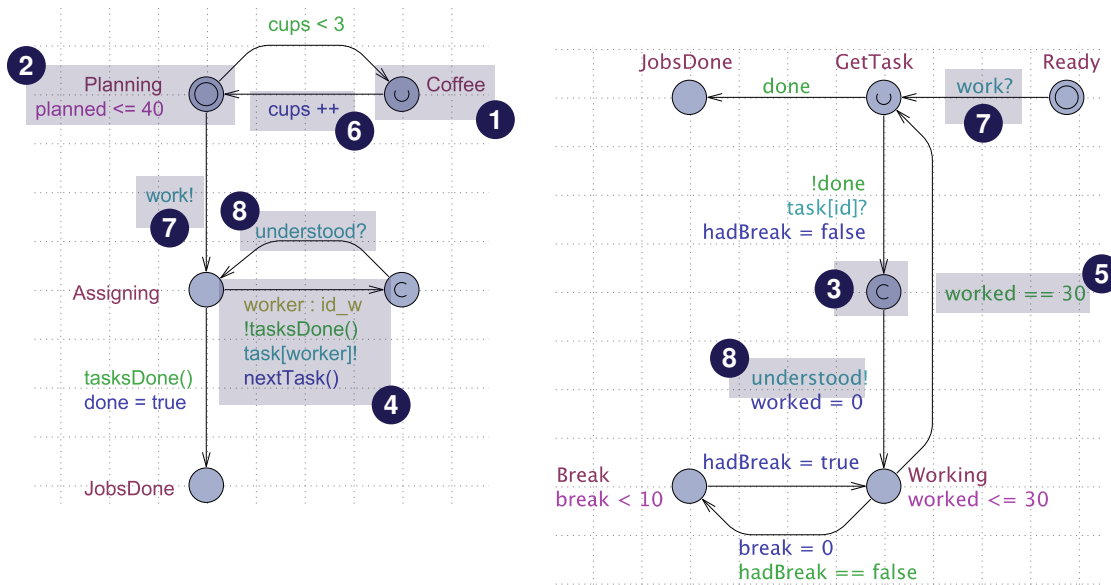 cups < 3
2
Planning
planned <= 40
Coffee
1
cups ++
6
work!
7
8
understood?
Assigning
worker : id_w
!tasksDone()
task[worker]!
nextTask()
4
tasksDone()
done = true
JobsDone
JobsDone
GetTask
Ready
done
work?
7
!done
task[id]?
hadBreak = false
3
5
worked == 30
8
understood!
worked = 0
hadBreak = true
Break
break < 10
Working
worked <= 30
break = 0
hadBreak == false